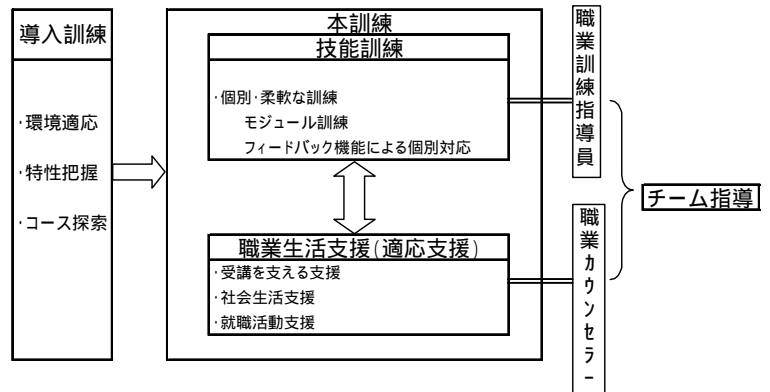 導入訓練
·環境適応
·特性把握
·コース探索
本訓練
技能訓練
·個別·柔軟な訓練
モジュール訓練
フィードバック機能による個別対応
職業生活支援(適応支援)
·受講を支える支援
·社会生活支援
·就職活動支援
職業訓練指導員
職業カウンセラー
チーム指導